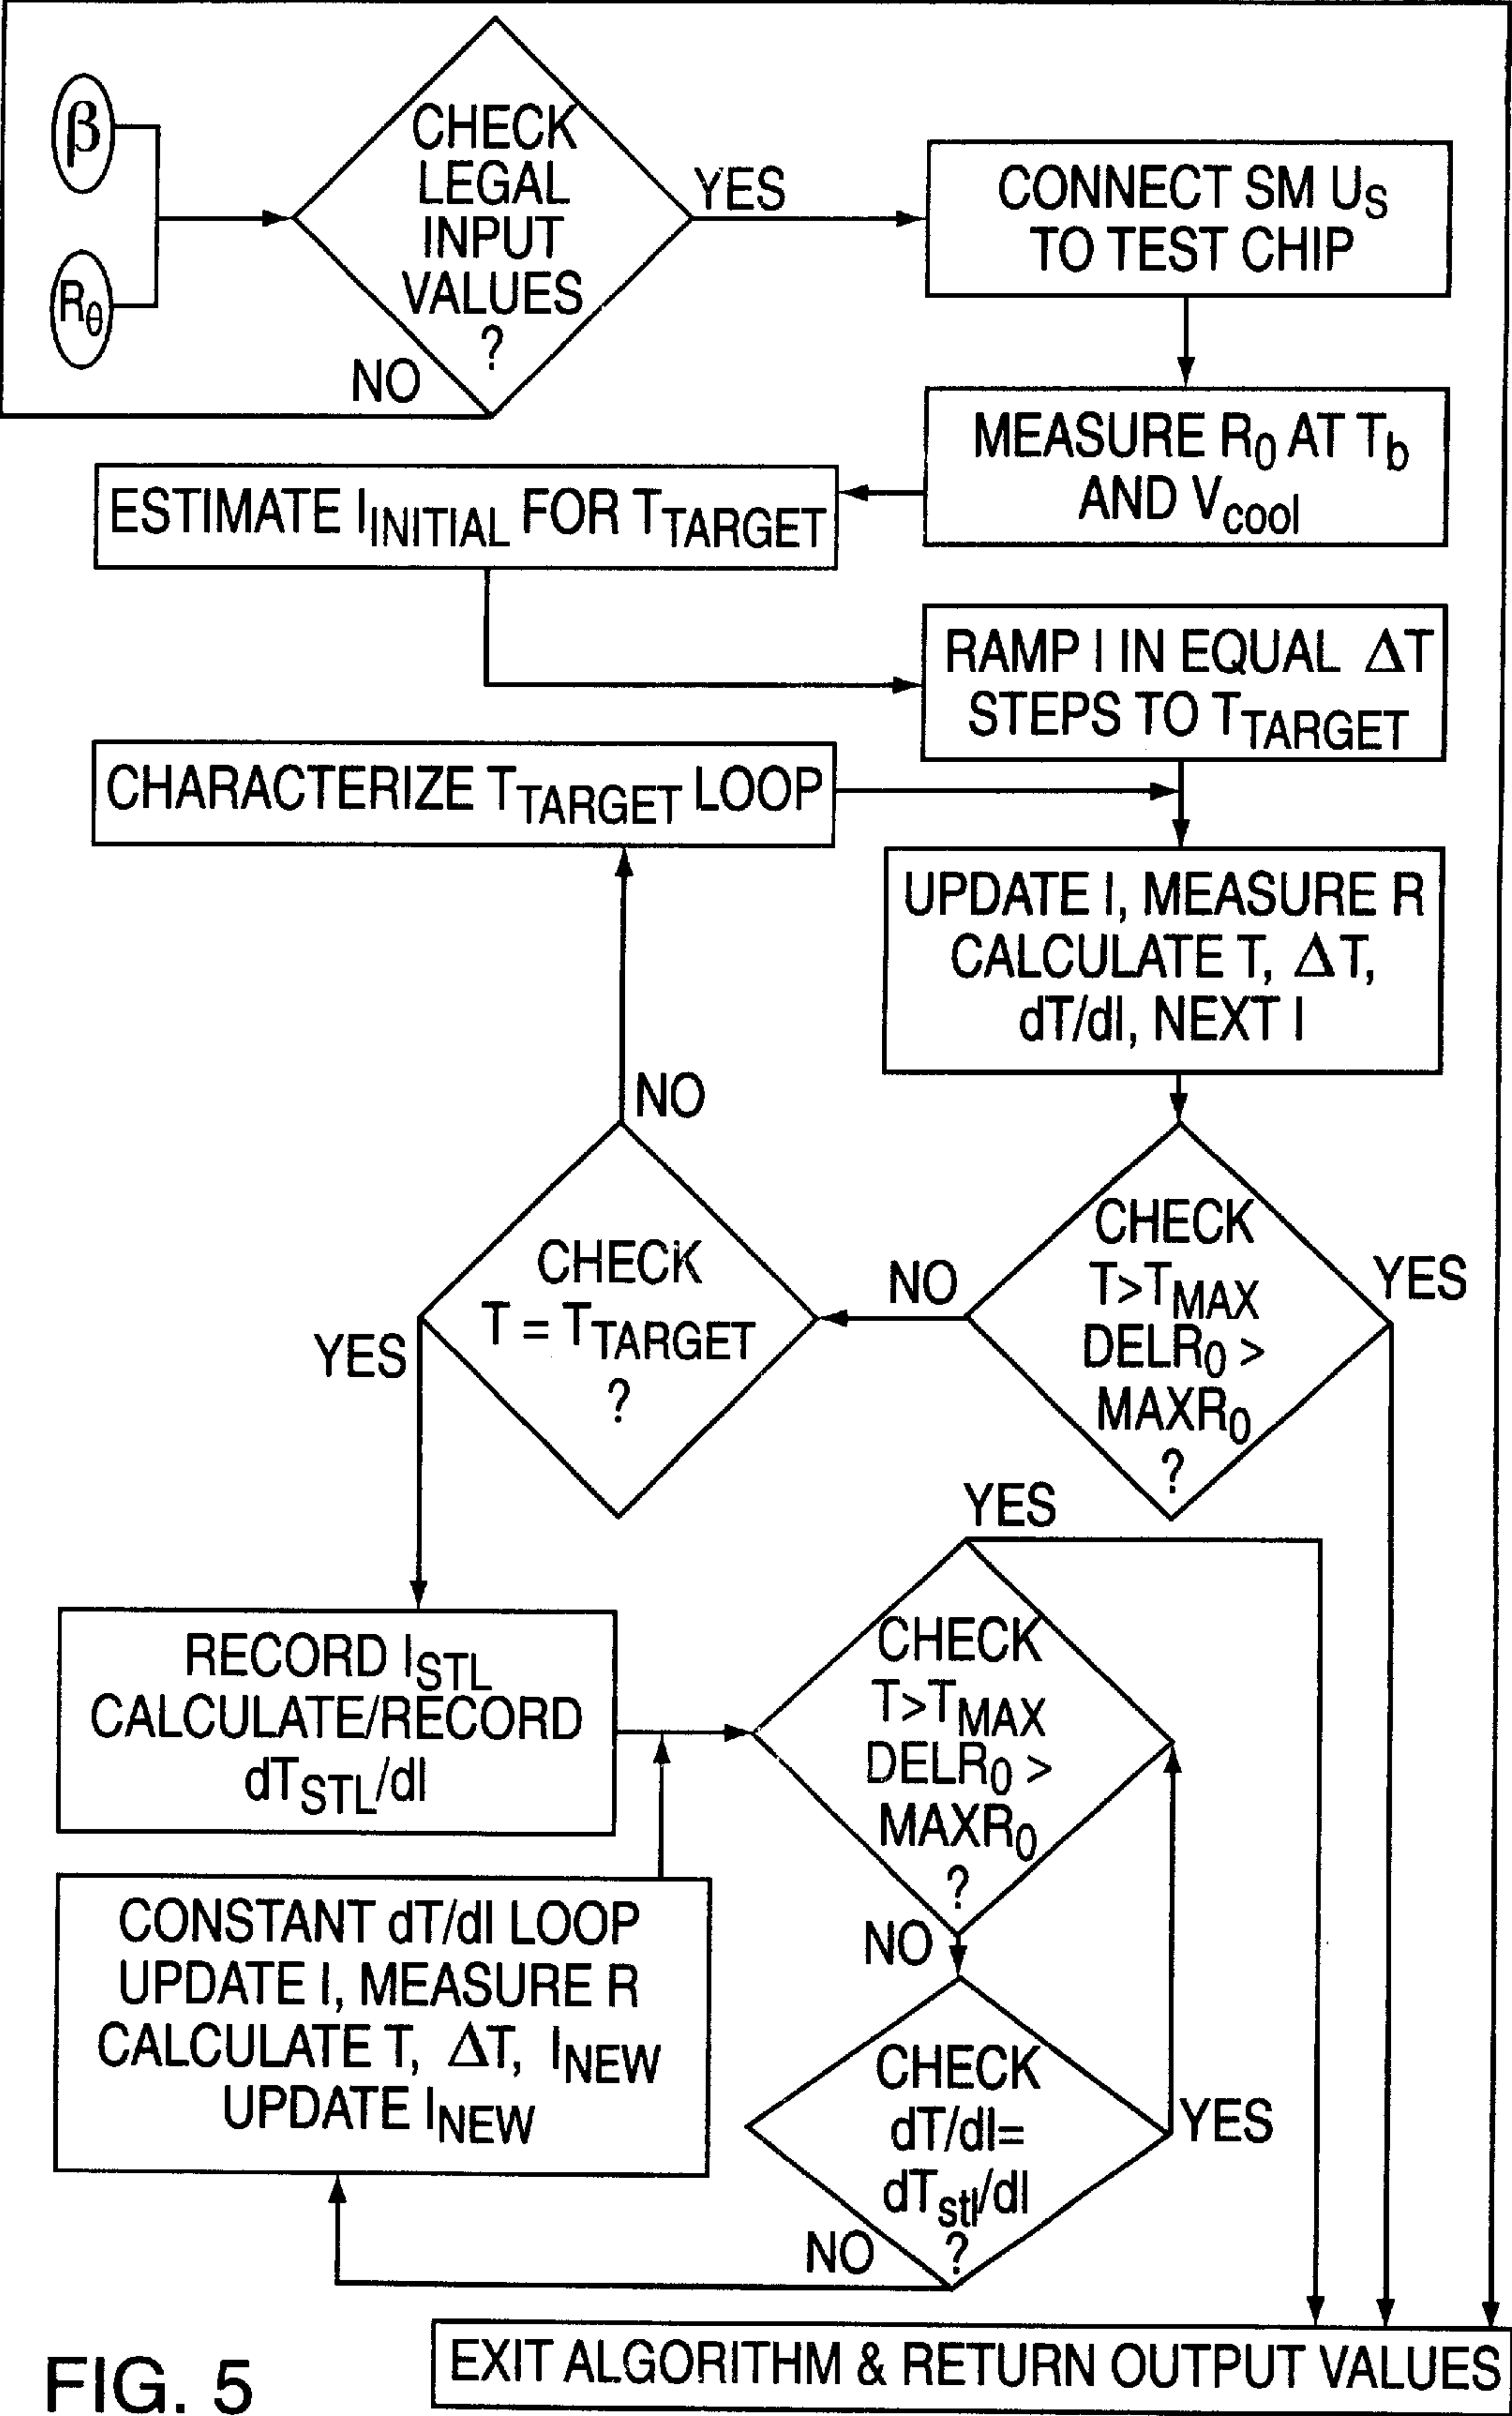 β
Rθ
CHECK
LEGAL
INPUT
VALUES
?
YES
NO
CONNECT SM US
TO TEST CHIP
MEASURE R0 AT Tb
AND Vcool
ESTIMATE IINITIAL FOR TTARGET
RAMP I IN EQUAL ΔT
STEPS TO TTARGET
CHARACTERIZE TTARGET LOOP
UPDATE I, MEASURE R
CALCULATE T, ΔT,
dT/dI, NEXT I
NO
CHECK
T>TMAX
DELR0 >
MAXR0
?
YES
NO
CHECK
T = TTARGET
?
YES
RECORD ISTL
CALCULATE/RECORD
dTSTL/dI
YES
CHECK
T>TMAX
DELR0 >
MAXR0
?
NO
CONSTANT dT/dI LOOP
UPDATE I, MEASURE R
CALCULATE T, ΔT, INEW
UPDATE INEW
CHECK
dT/dI=
dTstl/dI
?
YES
NO
EXIT ALGORITHM & RETURN OUTPUT VALUES
FIG. 5